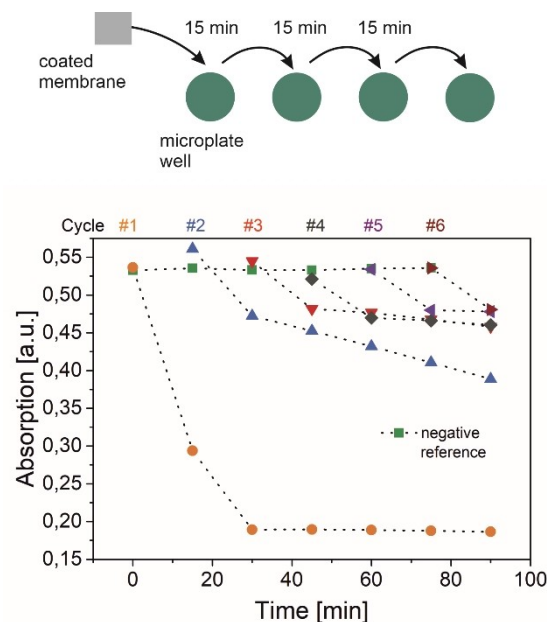 15 min 15 min 15 min
coated
membrane
microplate
well
Cycle #1 #2 #3 #4 #5 #6
0,55
0,50
0,45
0,40
0,35
0,30
0,25
0,20
0,15
Absorption [a.u.]
negative
reference
0 20 40 60 80 100
Time [min]